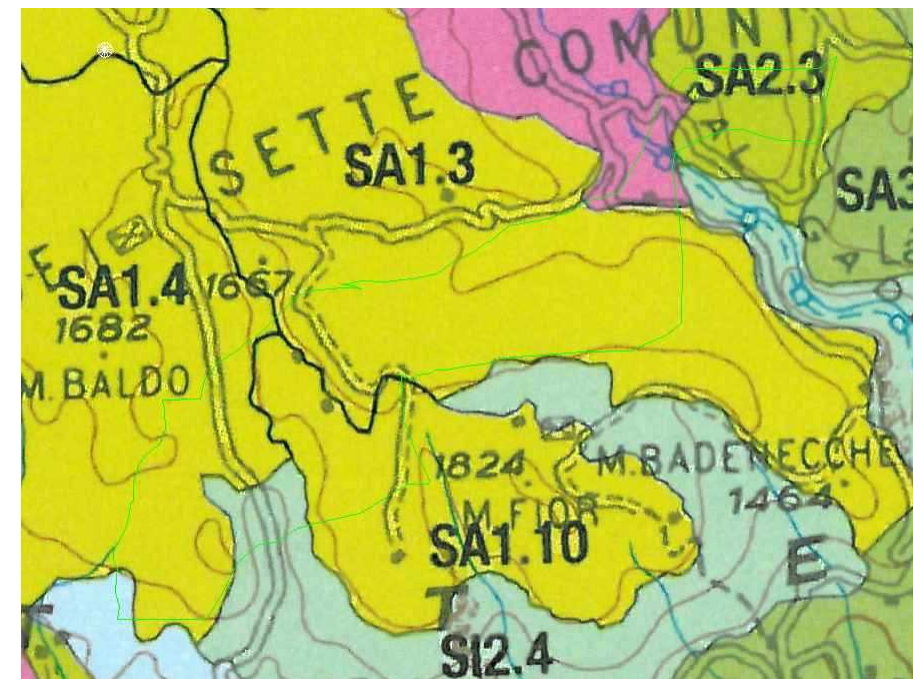 COMUNI
SA2.3
SETTE
SA1.3
SA3
La
E
SA1.4
1667
1682
M. BALDO
1824
M. BADENECCHE
1464
M. FIOR
SA1.10
E
T
SI2.4